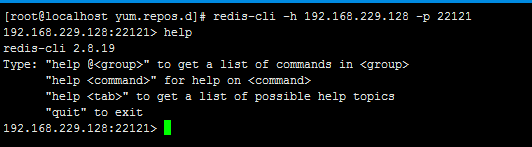 [root@localhost yum.repos.d]# redis-cli -h 192.168.229.128 -p 22121
192.168.229.128:22121> help
redis-cli 2.8.19
Type: "help @<group>" to get a list of commands in <group>
"help <command>" for help on <command>
"help <tab>" to get a list of possible help topics
"quit" to exit
192.168.229.128:22121>